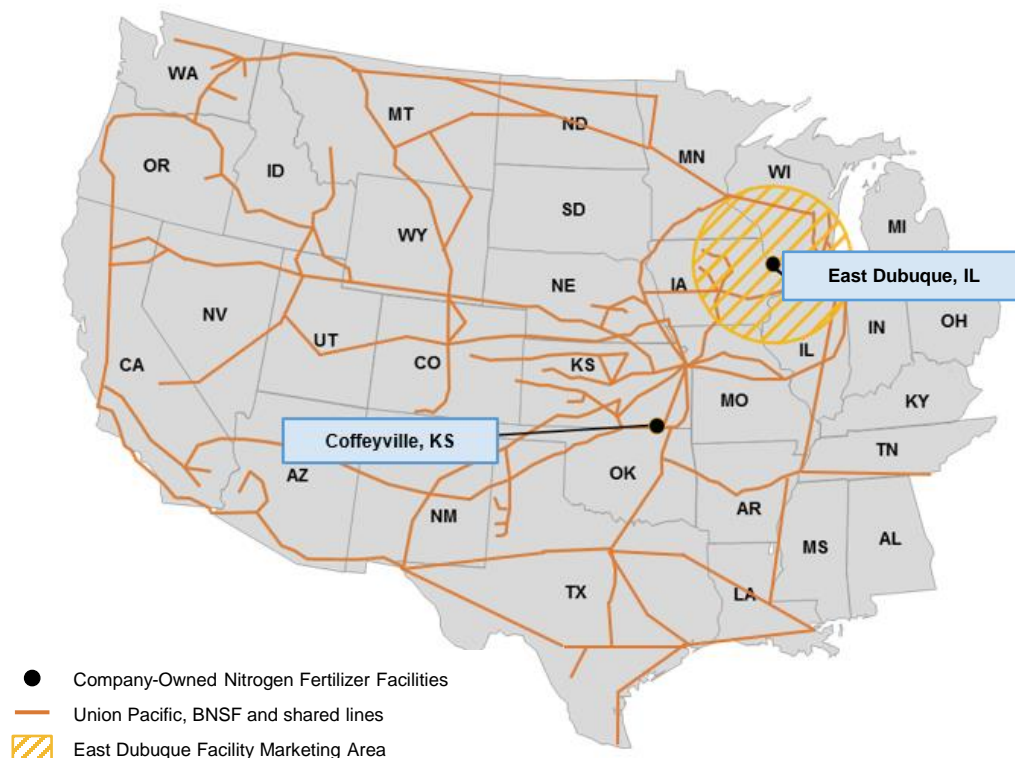 WA
MT
ND
MN
WI
OR
ID
SD
MI
WY
East Dubuque, IL
NE
IA
NV
OH
IN
UT
IL
CO
KS
CA
MO
KY
Coffeyville, KS
TN
OK
AZ
AR
NM
MS
AL
TX
LA
Company-Owned Nitrogen Fertilizer Facilities
Union Pacific, BNSF and shared lines
East Dubuque Facility Marketing Area